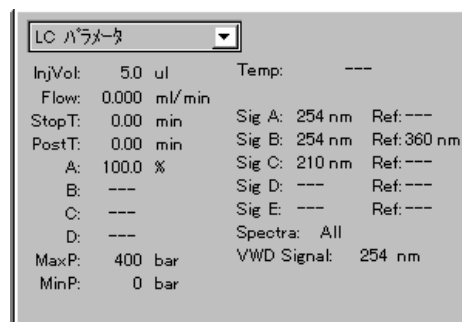 LC パラメータ
InjVol: 5.0 ul
Flow: 0.000 ml/min
StopT: 0.00 min
PostT: 0.00 min
A: 100.0 %
B: ---
C: ---
D: ---
MaxP: 400 bar
MinP: 0 bar
Temp: ---
Sig A: 254 nm Ref: ---
Sig B: 254 nm Ref: 360 nm
Sig C: 210 nm Ref: ---
Sig D: --- Ref: ---
Sig E: --- Ref: ---
Spectra: All
VWD Signal: 254 nm